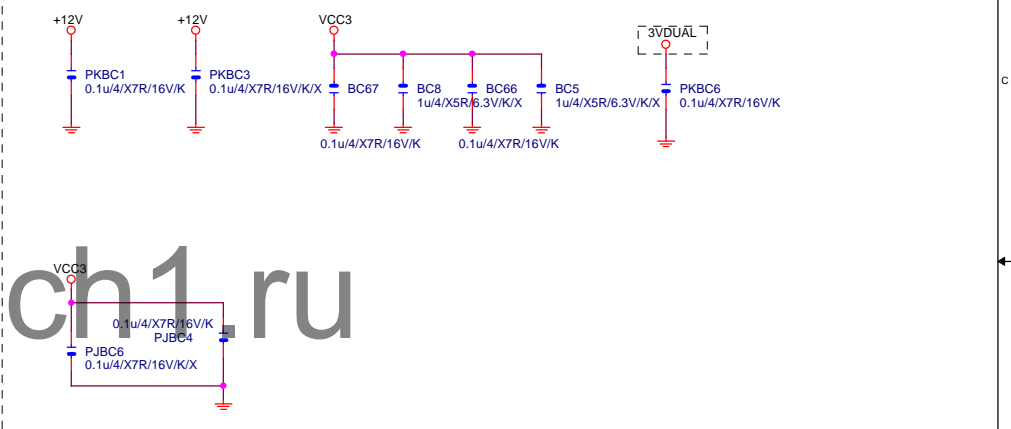 +12V
+12V
VCC3
3VDUAL
PKBC1
0.1u/4/X7R/16V/K
PKBC3
0.1u/4/X7R/16V/K/X
BC67
BC8
1u/4/X5R/6.3V/K/X
BC66
BC5
1u/4/X5R/6.3V/K/X
PKBC6
0.1u/4/X7R/16V/K
C
0.1u/4/X7R/16V/K
0.1u/4/X7R/16V/K
ch1.ru
VCC3
0.1u/4/X7R/16V/K
PJBC4
PJBC6
0.1u/4/X7R/16V/K/X